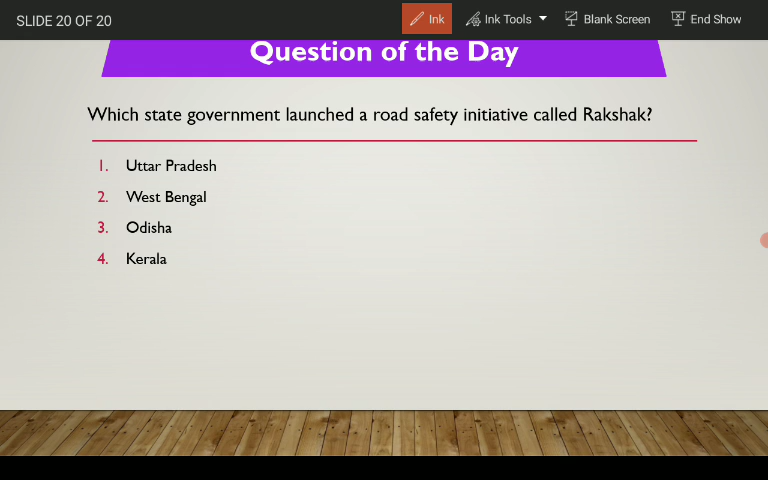 SLIDE 20 OF 20 Ink Ink Tools Blank Screen End Show
Question of the Day
Which state government launched a road safety initiative called Rakshak?
1. Uttar Pradesh
2. West Bengal
3. Odisha
4. Kerala